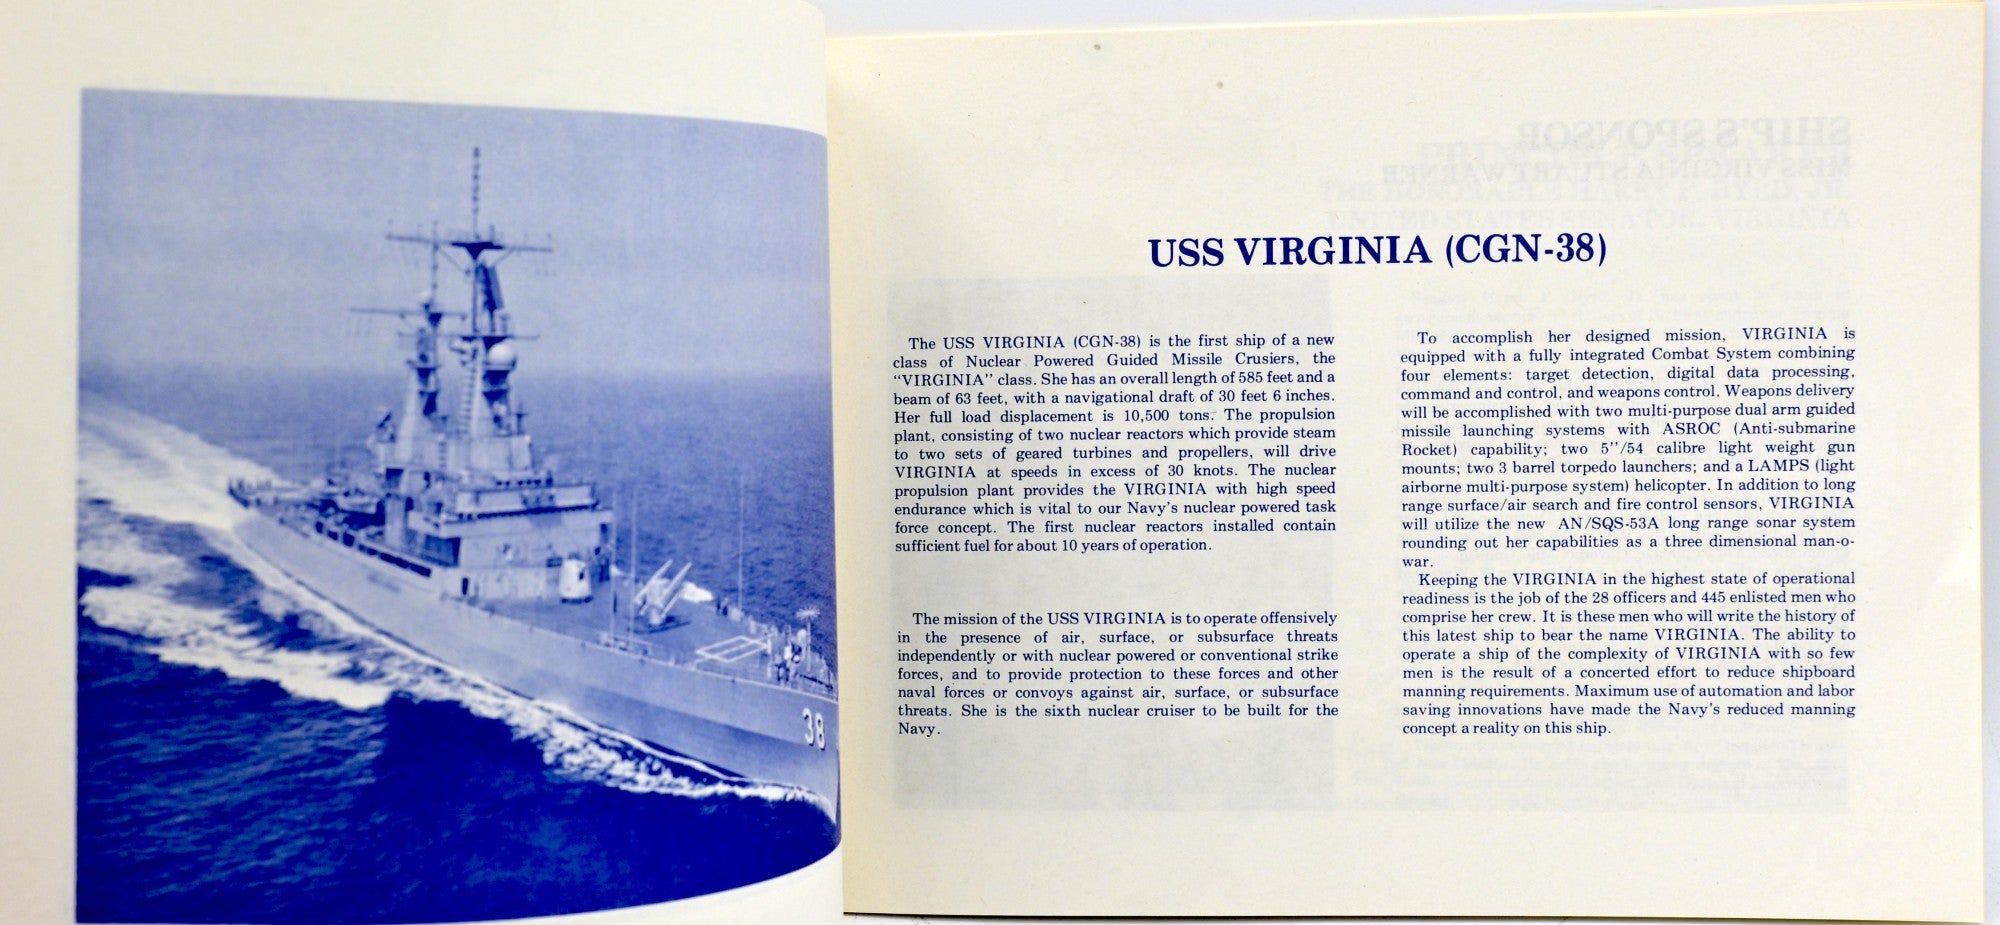 38
USS VIRGINIA (CGN-38)
The USS VIRGINIA (CGN-38) is the first ship of a new
class of Nuclear Powered Guided Missile Crusiers, the
"VIRGINIA" class. She has an overall length of 585 feet and a
beam of 63 feet, with a navigational draft of 30 feet 6 inches.
Her full load displacement is 10,500 tons. The propulsion
plant, consisting of two nuclear reactors which provide steam
to two sets of geared turbines and propellers, will drive
VIRGINIA at speeds in excess of 30 knots. The nuclear
propulsion plant provides the VIRGINIA with high speed
endurance which is vital to our Navy's nuclear powered task
force concept. The first nuclear reactors installed contain
sufficient fuel for about 10 years of operation.
The mission of the USS VIRGINIA is to operate offensively
in the presence of air, surface, or subsurface threats
independently or with nuclear powered or conventional strike
forces, and to provide protection to these forces and other
naval forces or convoys against air, surface, or subsurface
threats. She is the sixth nuclear cruiser to be built for the
Navy.
To accomplish her designed mission, VIRGINIA is
equipped with a fully integrated Combat System combining
four elements: target detection, digital data processing,
command and control, and weapons control. Weapons delivery
will be accomplished with two multi-purpose dual arm guided
missile launching systems with ASROC (Anti-submarine
Rocket) capability; two 5''/54 calibre light weight gun
mounts; two 3 barrel torpedo launchers; and a LAMPS (light
airborne multi-purpose system) helicopter. In addition to long
range surface/air search and fire control sensors, VIRGINIA
will utilize the new AN/SQS-53A long range sonar system
rounding out her capabilities as a three dimensional man-o-
war.
Keeping the VIRGINIA in the highest state of operational
readiness is the job of the 28 officers and 445 enlisted men who
comprise her crew. It is these men who will write the history of
this latest ship to bear the name VIRGINIA. The ability to
operate a ship of the complexity of VIRGINIA with so few
men is the result of a concerted effort to reduce shipboard
manning requirements. Maximum use of automation and labor
saving innovations have made the Navy's reduced manning
concept a reality on this ship.
SHIP'S SPONSOR
MISS VIRGINIA STUART WARNER
THE HONORABLE HARRY F. BYRD, JR.
UNITED STATES SENATOR, VIRGINIA